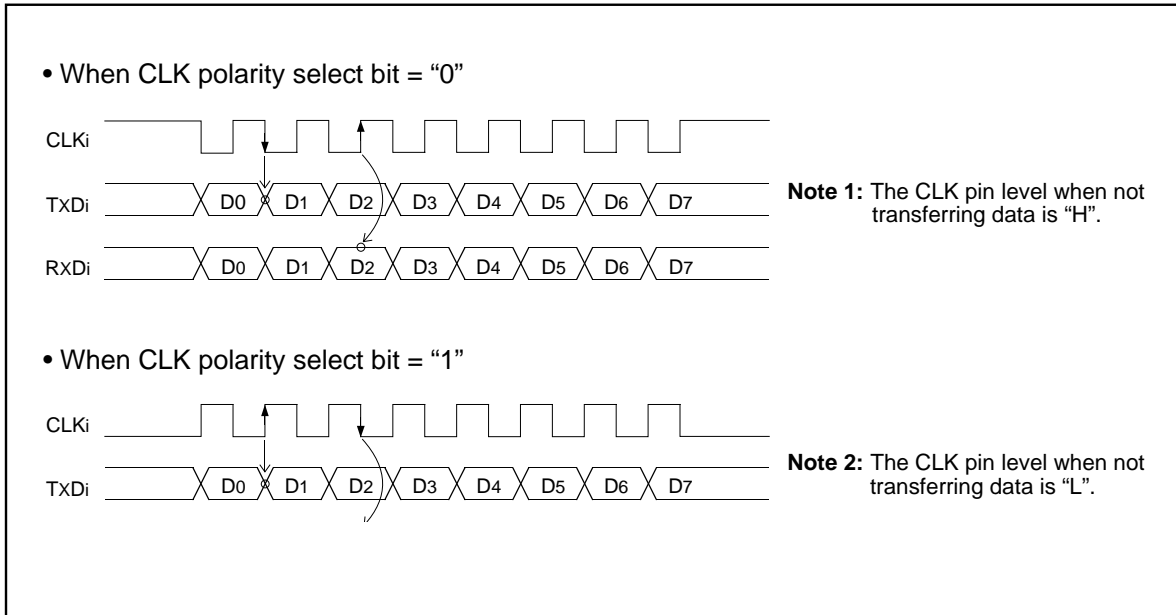 • When CLK polarity select bit = “0”
CLKi
TXDi D0 D1 D2 D3 D4 D5 D6 D7
RXDi D0 D1 D2 D3 D4 D5 D6 D7
Note 1: The CLK pin level when not
transferring data is “H”.
• When CLK polarity select bit = “1”
CLKi
TXDi D0 D1 D2 D3 D4 D5 D6 D7
Note 2: The CLK pin level when not
transferring data is “L”.